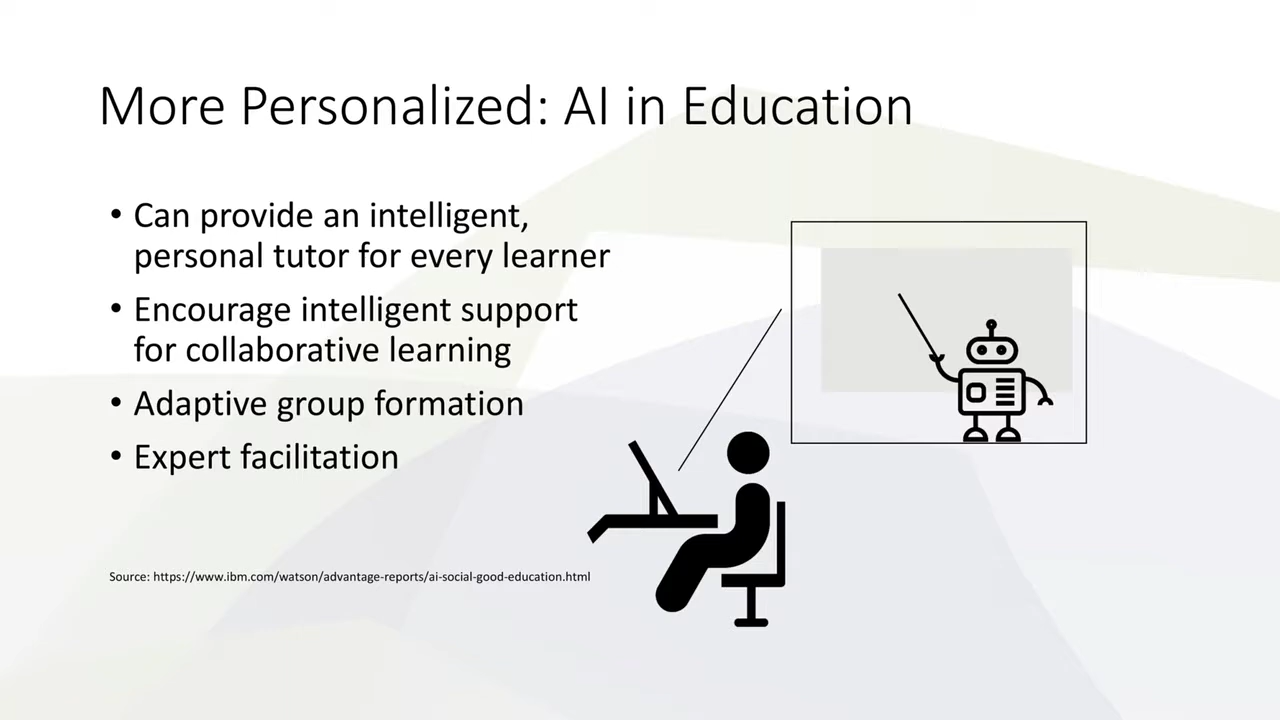 More Personalized: AI in Education
• Can provide an intelligent,
personal tutor for every learner
• Encourage intelligent support
for collaborative learning
• Adaptive group formation
• Expert facilitation
Source: https://www.ibm.com/watson/advantage-reports/ai-social-good-education.html